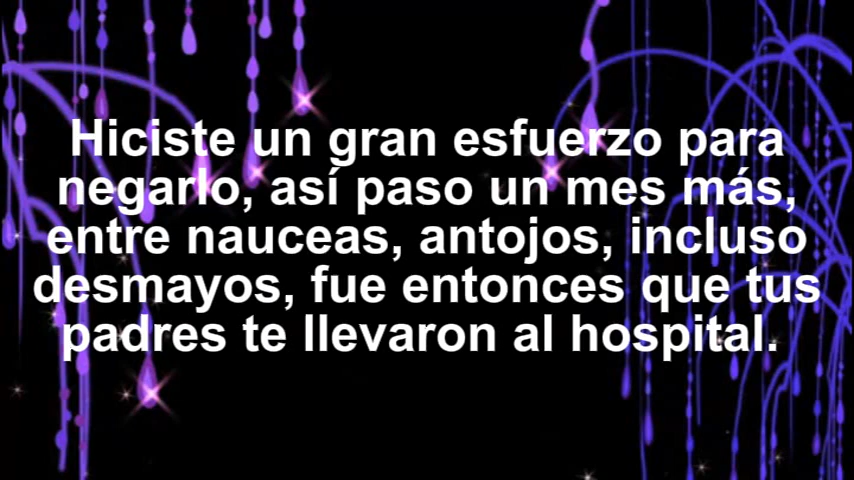 Hiciste un gran esfuerzo para
negarlo, así paso un mes más,
entre nauceas, antojos, incluso
desmayos, fue entonces que tus
padres te llevaron al hospital.